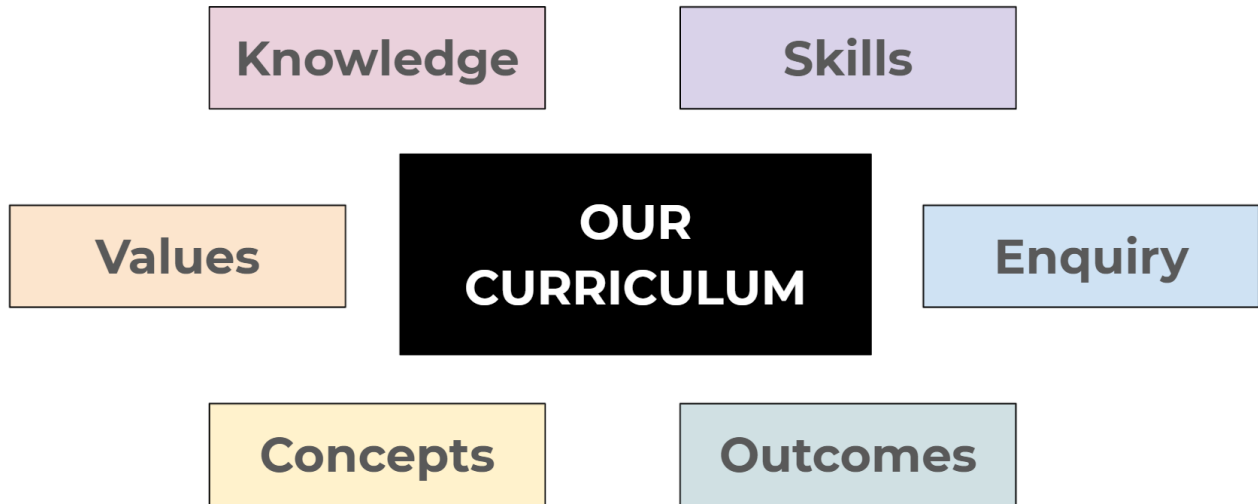 Knowledge
Skills
OUR
CURRICULUM
Values
Enquiry
Concepts
Outcomes